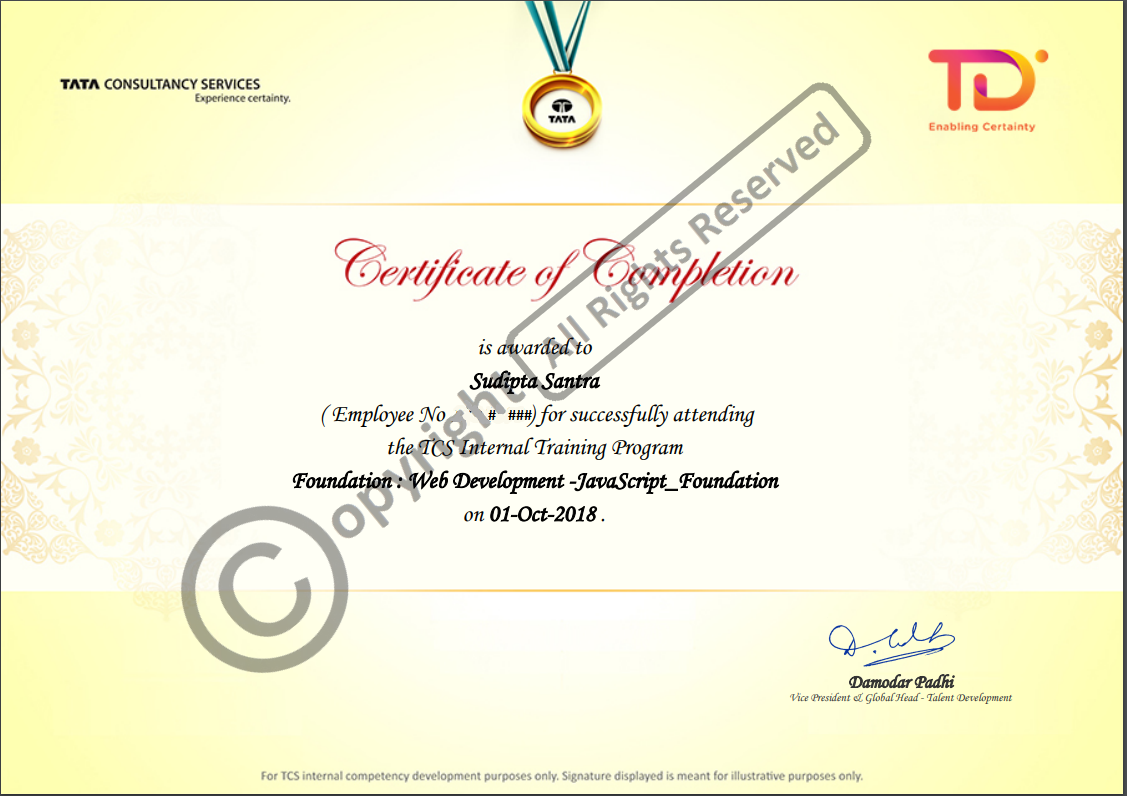 TATA CONSULTANCY SERVICES
Experience certainty.
TATA
TD
Enabling Certainty
Certificate of Completion
is awarded to
Sudipta Santra
( Employee No # ###) for successfully attending
the TCS Internal Training Program
Foundation : Web Development -JavaScript_Foundation
on 01-Oct-2018 .
©opyright All Rights Reserved
Damodar Padhi
Vice President & Global Head - Talent Development
For TCS internal competency development purposes only. Signature displayed is meant for illustrative purposes only.